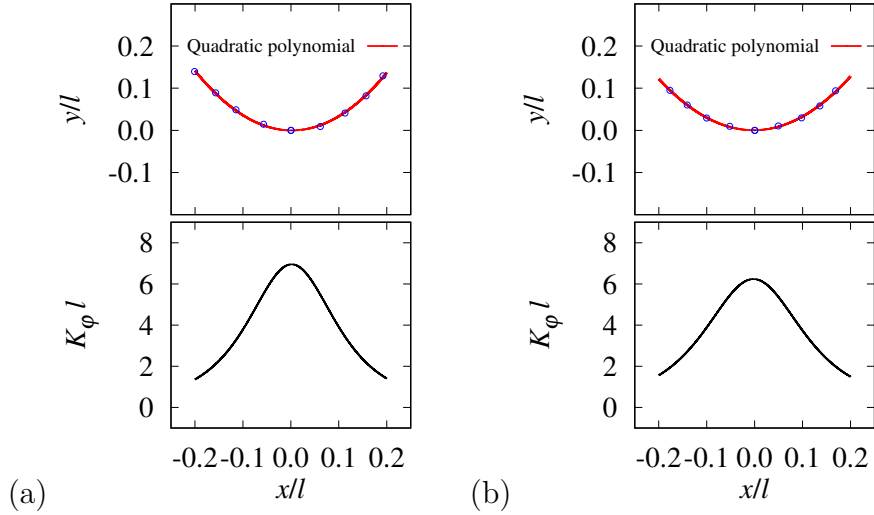 Quadratic polynomial
0.2
0.1
0.0
-0.1
y/l
8
6
4
2
0
K_φ l
-0.2 -0.1 0.0 0.1 0.2
x/l
(a)
Quadratic polynomial
0.2
0.1
0.0
-0.1
y/l
8
6
4
2
0
K_φ l
-0.2 -0.1 0.0 0.1 0.2
x/l
(b)